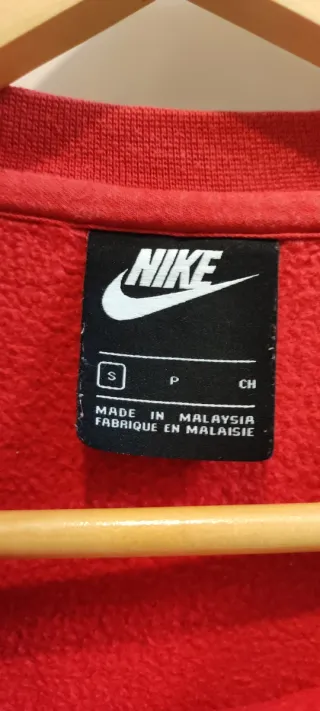 NIKE
S P CH
MADE IN MALAYSIA
FABRIQUE EN MALAISIE